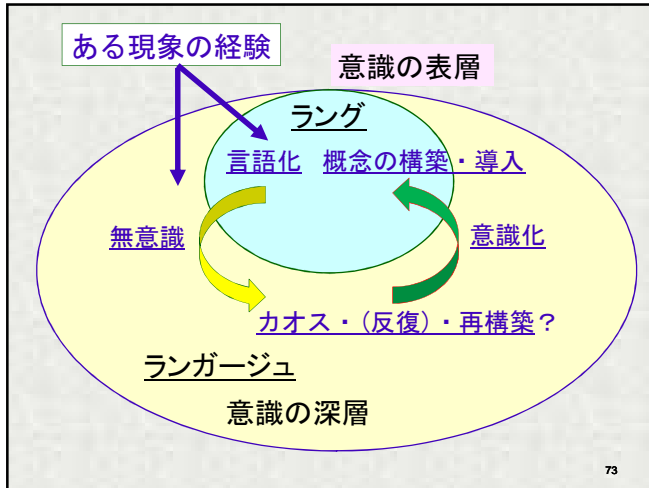 ある現象の経験
意識の表層
ラング
言語化 概念の構築・導入
無意識
意識化
カオス・(反復)・再構築?
ランガージュ
意識の深層
73